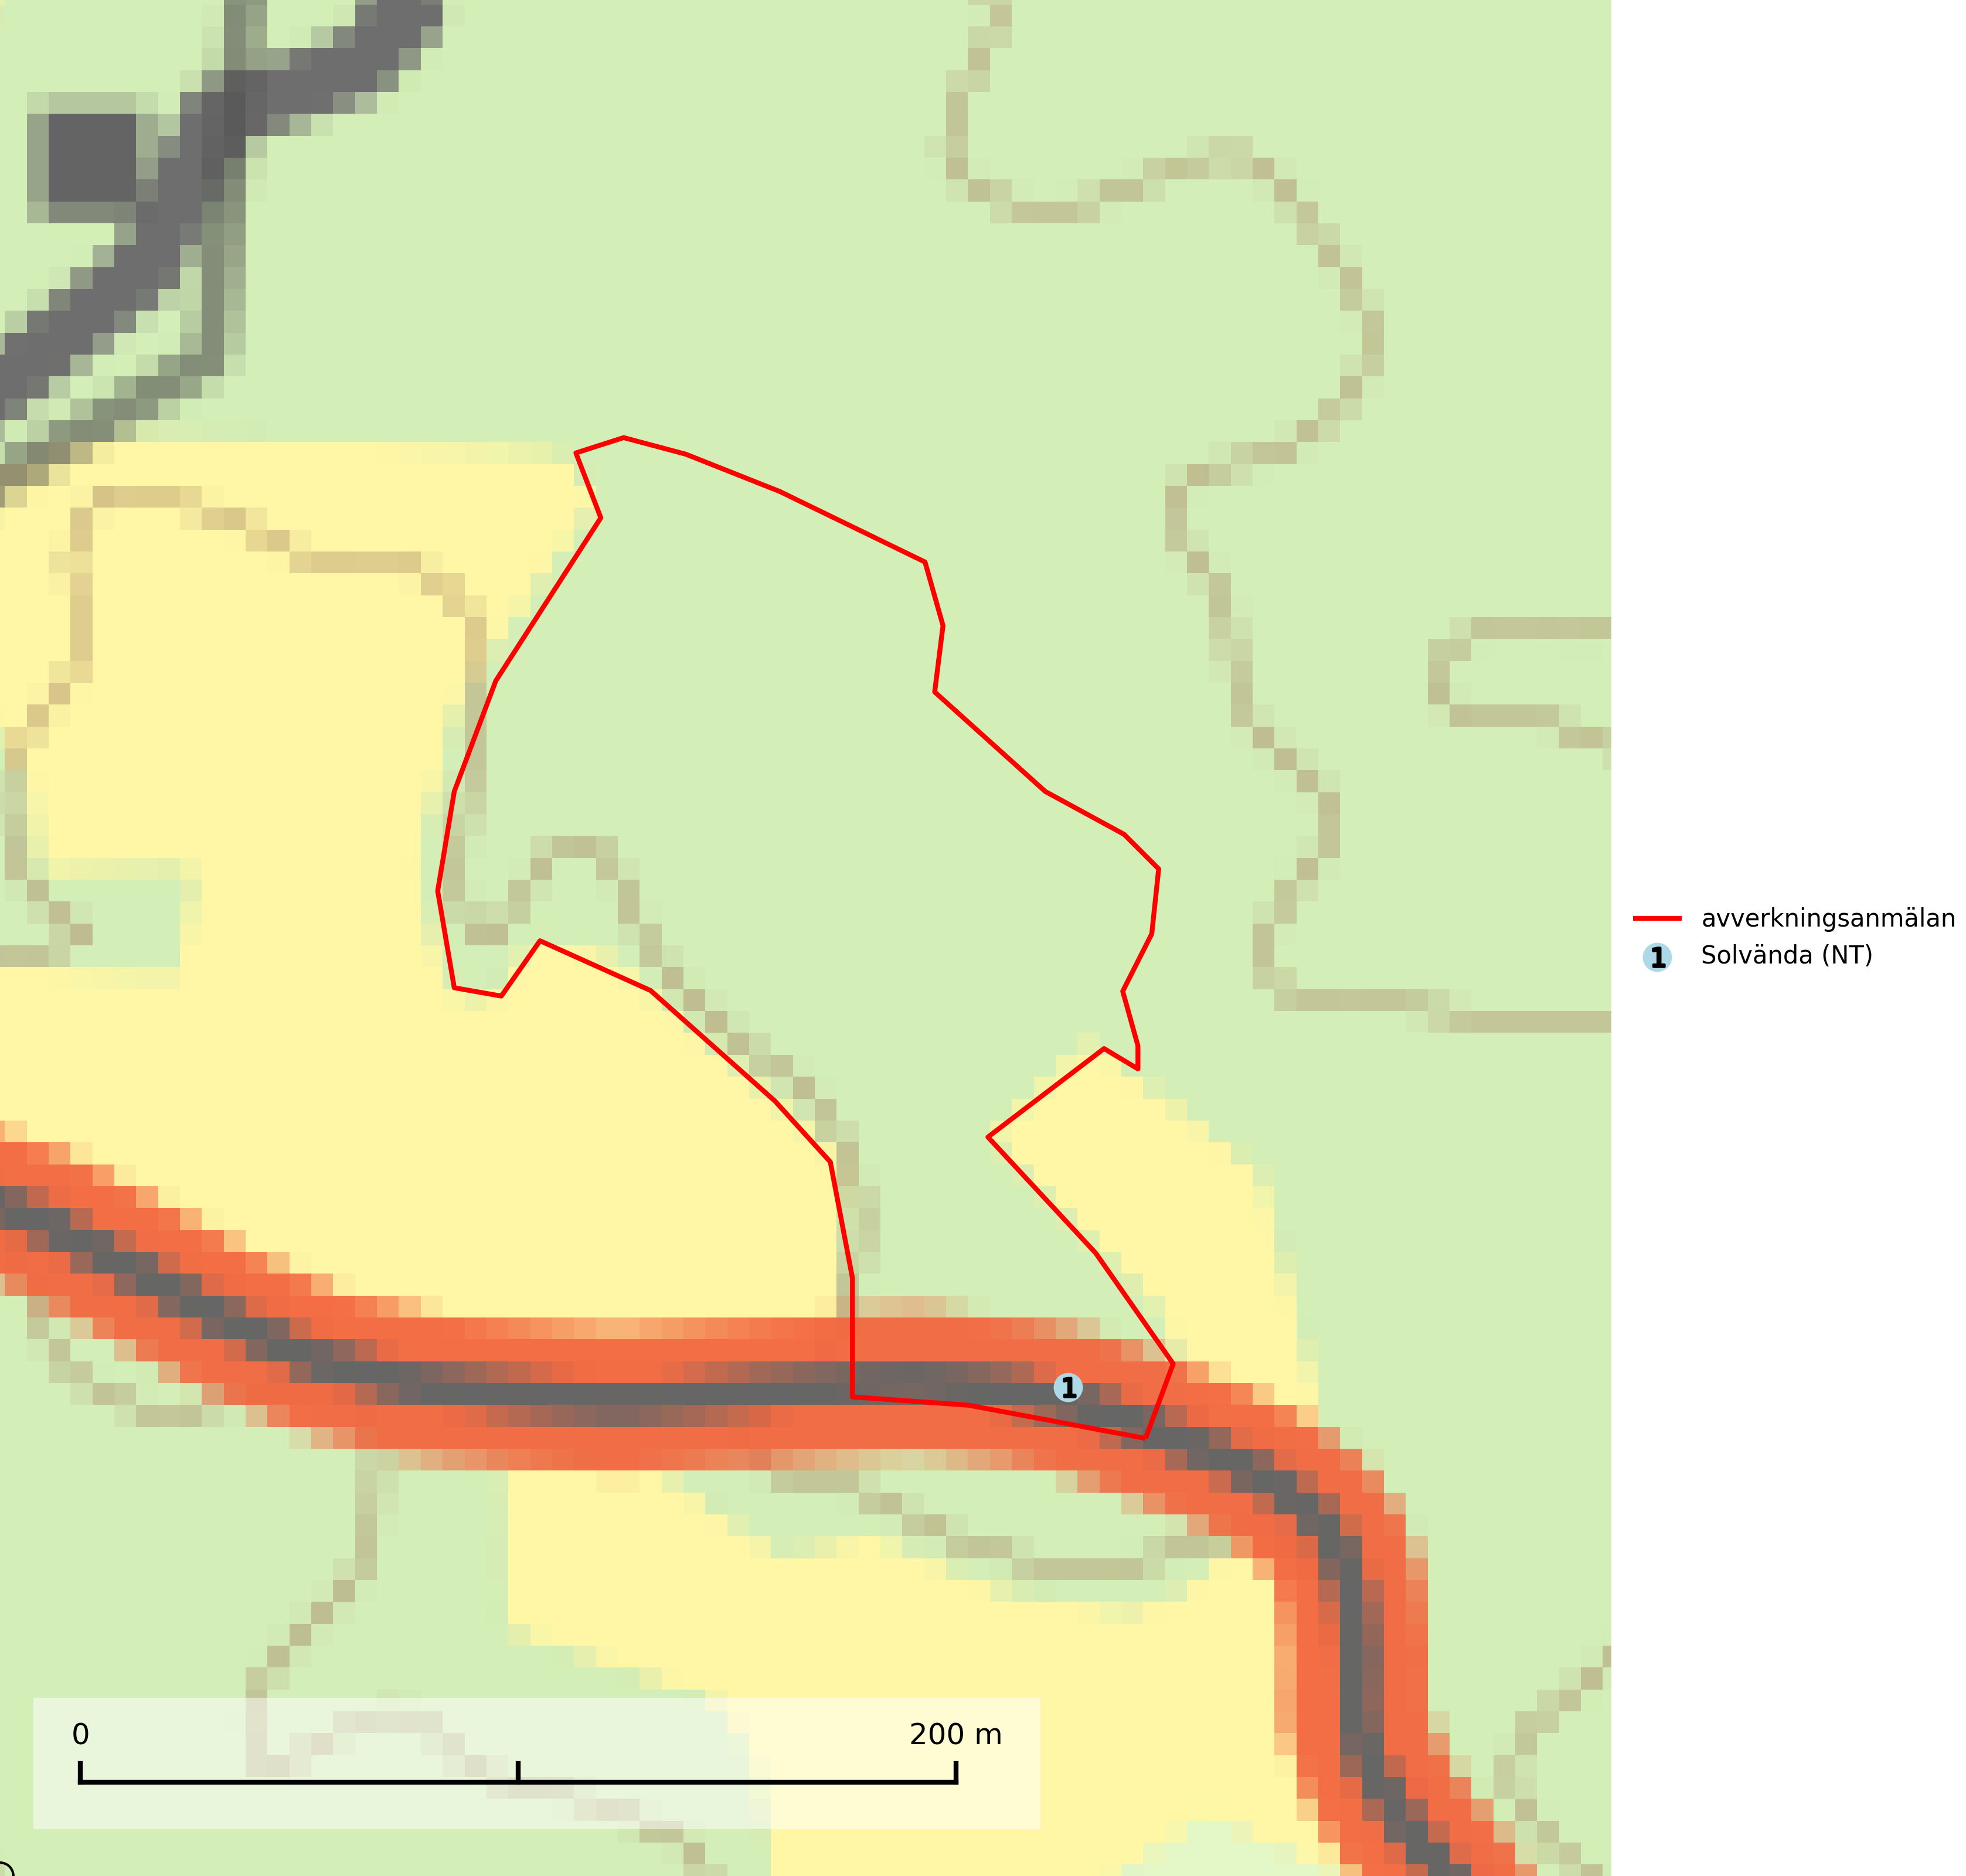 avverkningsanmälan
1 Solvända (NT)
1
0 200 m